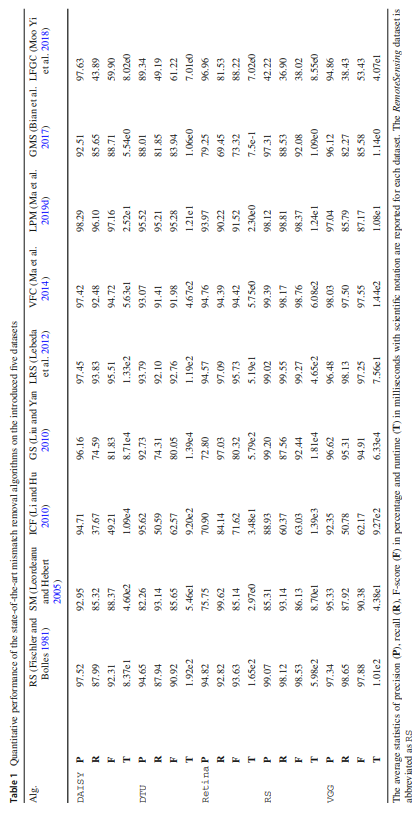 Table 1 Quantitative performance of the state-of-the-art mismatch removal algorithms on the introduced five datasets
Alg. RS (Fischler and SM (Leordeanu ICF (Li and Hu GS (Liu and Yan LRS (Lebeda VFC (Ma et al. LPM (Ma et al. GMS (Bian et al. LFGC (Moo Yi
Bolles 1981) and Hebert 2010) 2010) et al. 2012) 2014) 2019d) 2017) et al. 2018)
2005)
DAISY P 97.52 92.95 94.71 96.16 97.45 97.42 98.29 92.51 97.63
R 87.99 85.32 37.67 74.59 93.83 92.48 96.10 85.65 43.89
F 92.31 88.37 49.21 81.83 95.51 94.72 97.16 88.71 59.90
T 8.37e1 4.60e2 1.09e4 8.71e4 1.33e2 5.63e1 2.52e1 5.54e0 8.02e0
DTU P 94.65 82.26 95.62 92.73 93.79 93.07 95.52 88.01 89.34
R 87.94 93.14 50.59 74.31 92.10 91.41 95.21 81.85 49.19
F 90.92 85.65 62.57 80.05 92.76 91.98 95.28 83.94 61.22
T 1.92e2 5.46e1 9.20e2 1.39e4 1.19e2 4.67e2 1.21e1 1.06e0 7.01e0
Retina P 94.82 75.75 70.90 72.80 94.57 94.76 93.97 79.25 96.96
R 92.82 99.62 84.14 97.03 97.09 94.39 90.22 69.45 81.53
F 93.63 85.14 71.62 80.32 95.73 94.42 91.52 73.32 88.22
T 1.65e2 2.97e0 3.48e1 5.79e2 5.19e1 5.75e0 2.30e0 7.5e-1 7.02e0
RS P 99.07 85.31 88.93 99.20 99.02 99.39 98.12 97.31 42.22
R 98.12 93.14 60.37 87.56 99.55 98.17 98.81 88.53 36.90
F 98.53 86.13 63.03 92.44 99.27 98.76 98.37 92.08 38.02
T 5.98e2 8.70e1 1.39e3 1.81e4 4.65e2 6.08e2 1.24e1 1.09e0 8.55e0
VGG P 97.34 95.33 92.35 96.62 96.48 98.03 97.04 96.12 94.86
R 98.65 87.92 50.78 95.31 98.13 97.50 85.79 82.27 38.43
F 97.88 90.38 62.17 94.91 97.25 97.55 87.17 85.58 53.43
T 1.01e2 4.38e1 9.27e2 6.33e4 7.56e1 1.44e2 1.08e1 1.14e0 4.07e1
The average statistics of precision (P), recall (R), F-score (F) in percentage and runtime (T) in milliseconds with scientific notation are reported for each dataset. The RemoteSensing dataset is
abbreviated as RS